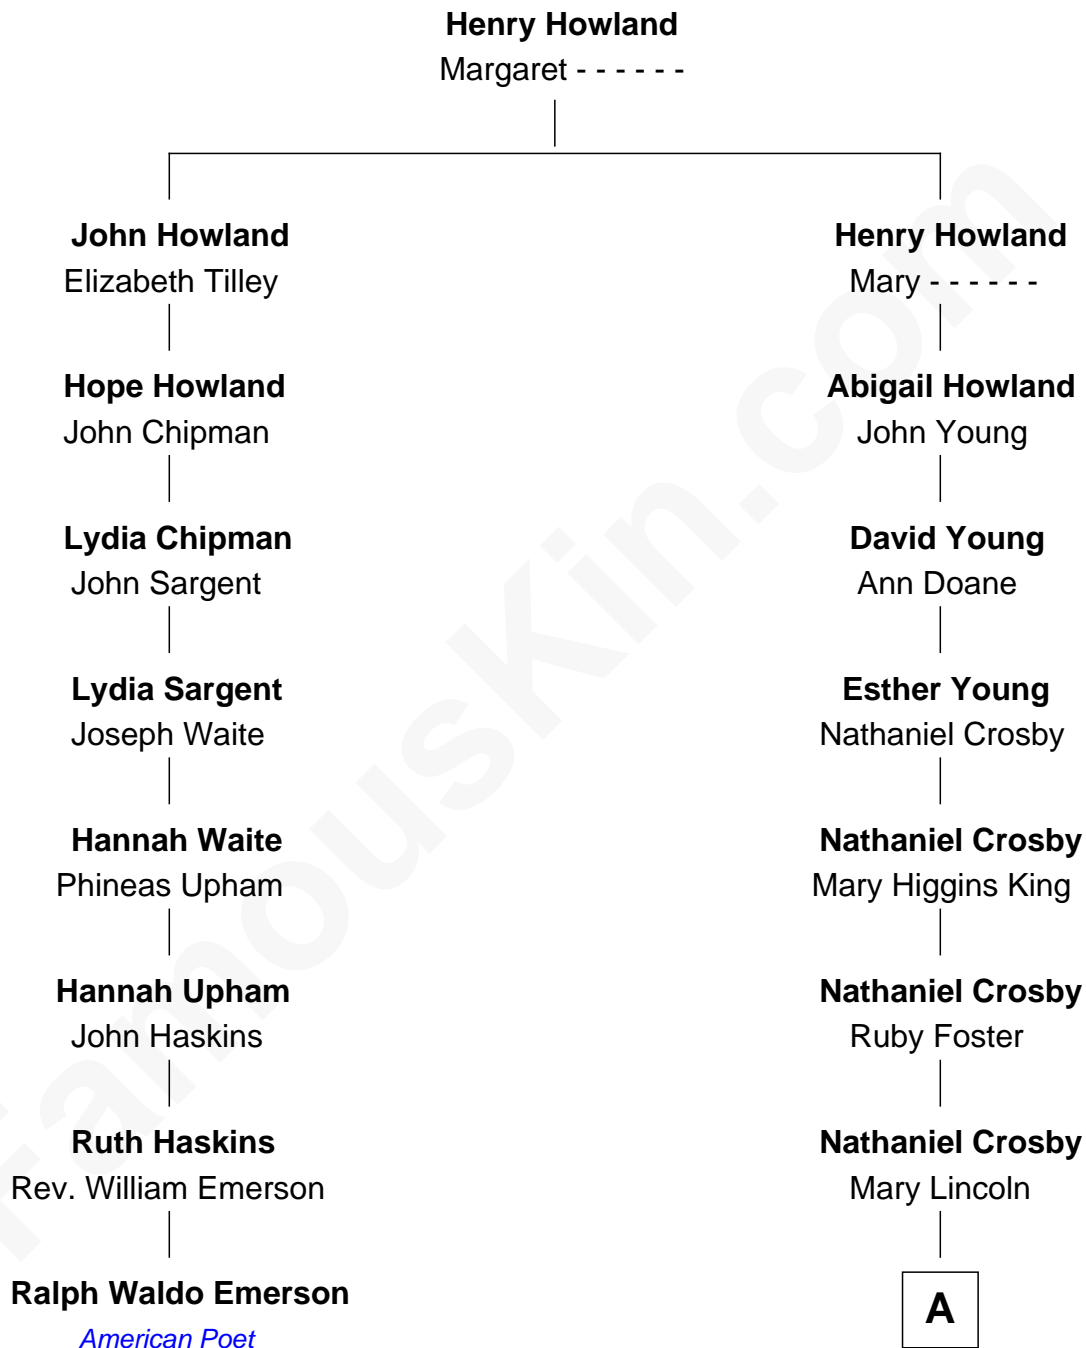 Henry Howland
Margaret - - - - - -
John Howland
Elizabeth Tilley
Henry Howland
Mary - - - - - -
Hope Howland
John Chipman
Abigail Howland
John Young
Lydia Chipman
John Sargent
David Young
Ann Doane
Lydia Sargent
Joseph Waite
Esther Young
Nathaniel Crosby
Hannah Waite
Phineas Upham
Nathaniel Crosby
Mary Higgins King
Hannah Upham
John Haskins
Nathaniel Crosby
Ruby Foster
Ruth Haskins
Rev. William Emerson
Nathaniel Crosby
Mary Lincoln
Ralph Waldo Emerson
American Poet
A
FamousKin.com